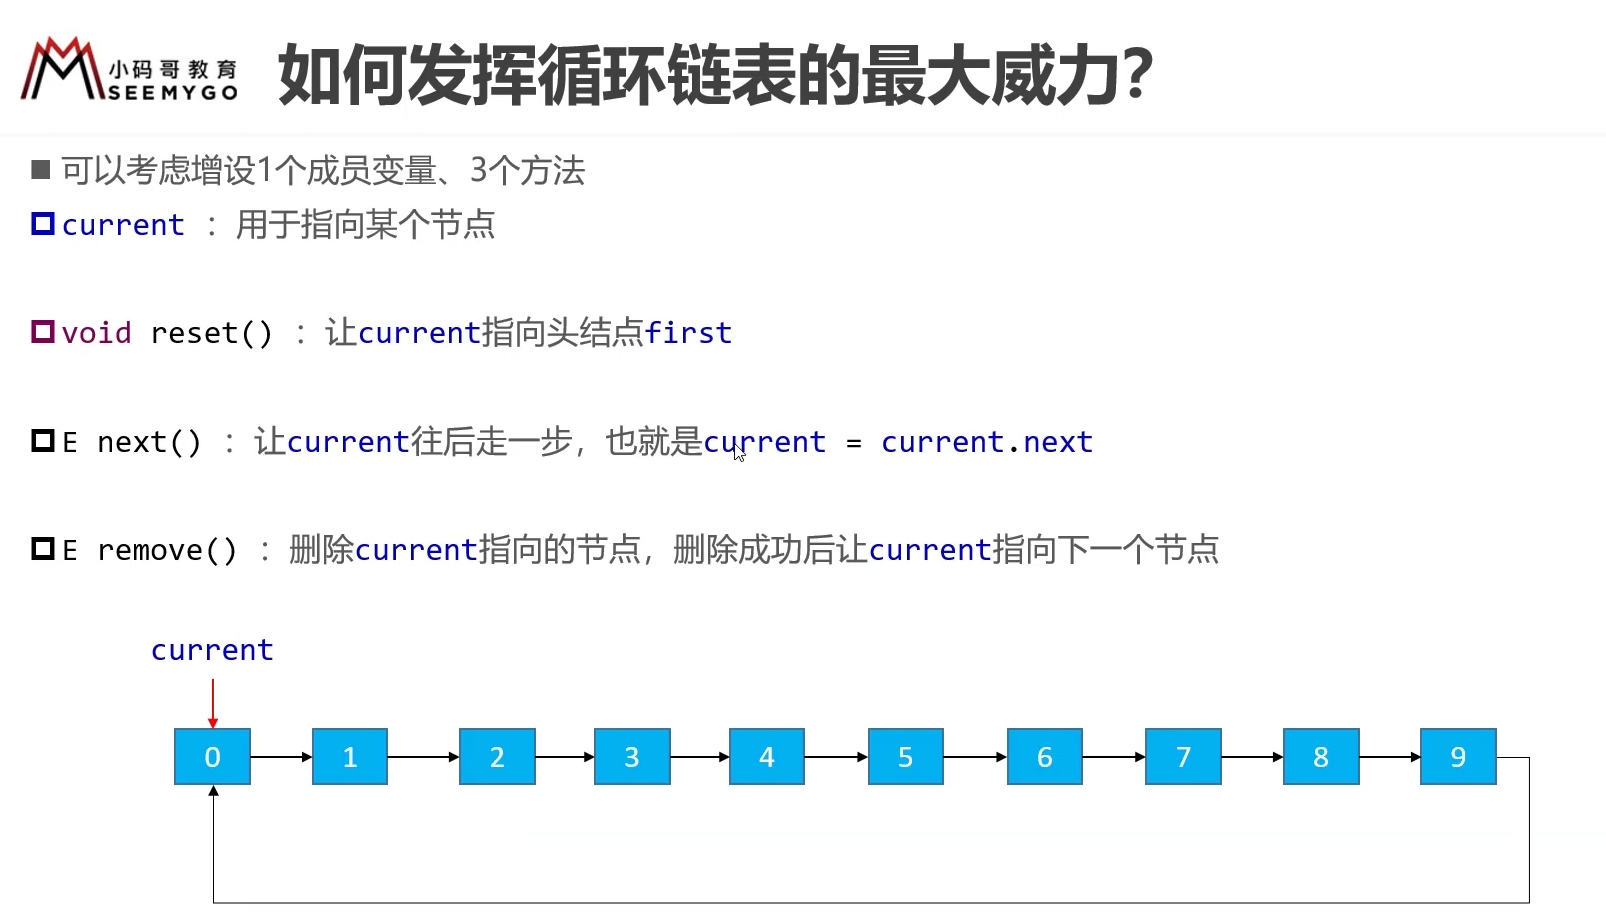 小码哥教育
SEEMYGO
如何发挥循环链表的最大威力？
可以考虑增设1个成员变量、3个方法
current ：用于指向某个节点
void reset() ：让current指向头结点first
E next() ：让current往后走一步，也就是current = current.next
E remove() ：删除current指向的节点，删除成功后让current指向下一个节点
current
0 1 2 3 4 5 6 7 8 9